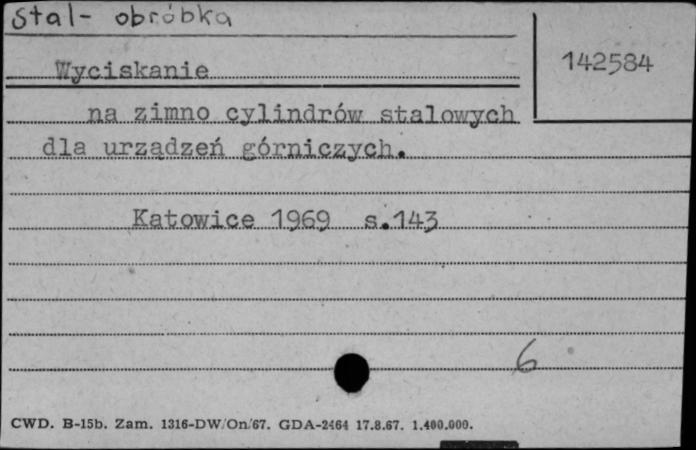 Stal - obróbka
142584
Wyciskanie
na zimno cylindrów stalowych
dla urządzeń górniczych.
Katowice 1969 s.143
6
CWD. B-15b. Zam. 1316-DW/On/67. GDA-2464 17.8.67. 1.400.000.